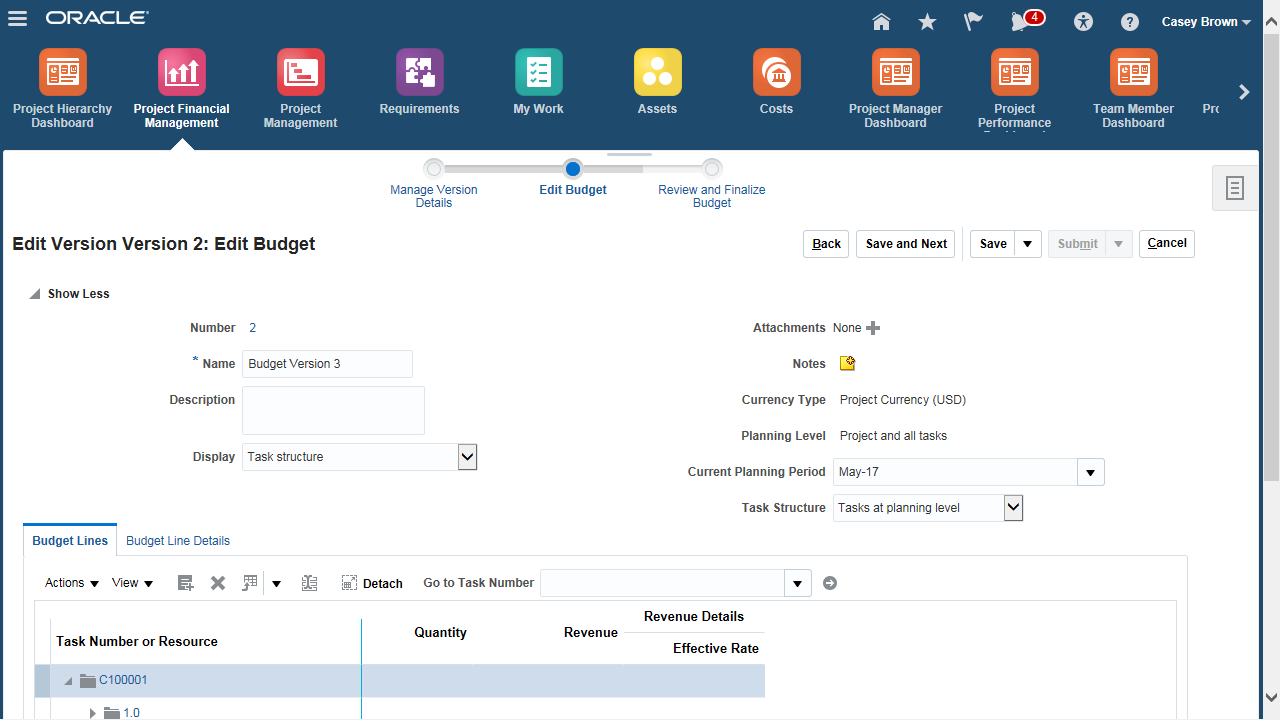 ORACLE
4
Casey Brown
Project Hierarchy
Dashboard
Project Financial
Management
Project
Management
Requirements
My Work
Assets
Costs
Project Manager
Dashboard
Project
Performance
Team Member
Dashboard
Manage Version
Details
Edit Budget
Review and Finalize
Budget
Edit Version Version 2: Edit Budget
Back
Save and Next
Save
Submit
Cancel
Show Less
Number 2
* Name Budget Version 3
Description
Display Task structure
Attachments None
Notes
Currency Type Project Currency (USD)
Planning Level Project and all tasks
Current Planning Period May-17
Task Structure Tasks at planning level
Budget Lines
Budget Line Details
Actions
View
Detach
Go to Task Number
Task Number or Resource
Quantity
Revenue
Revenue Details
Effective Rate
C100001
1.0